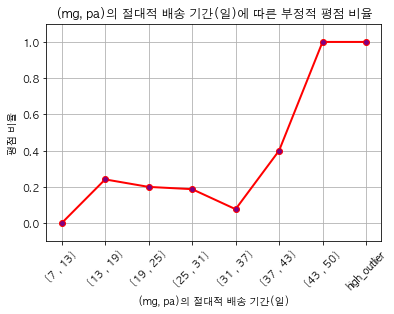 (mg, pa)의 절대적 배송 기간(일)에 따른 부정적 평점 비율
평점 비율
1.0
0.8
0.6
0.4
0.2
0.0
(7 , 13)
(13 , 19)
(19 , 25)
(25 , 31)
(31 , 37)
(37 , 43)
(43 , 50)
hgh_outlier
(mg, pa)의 절대적 배송 기간(일)